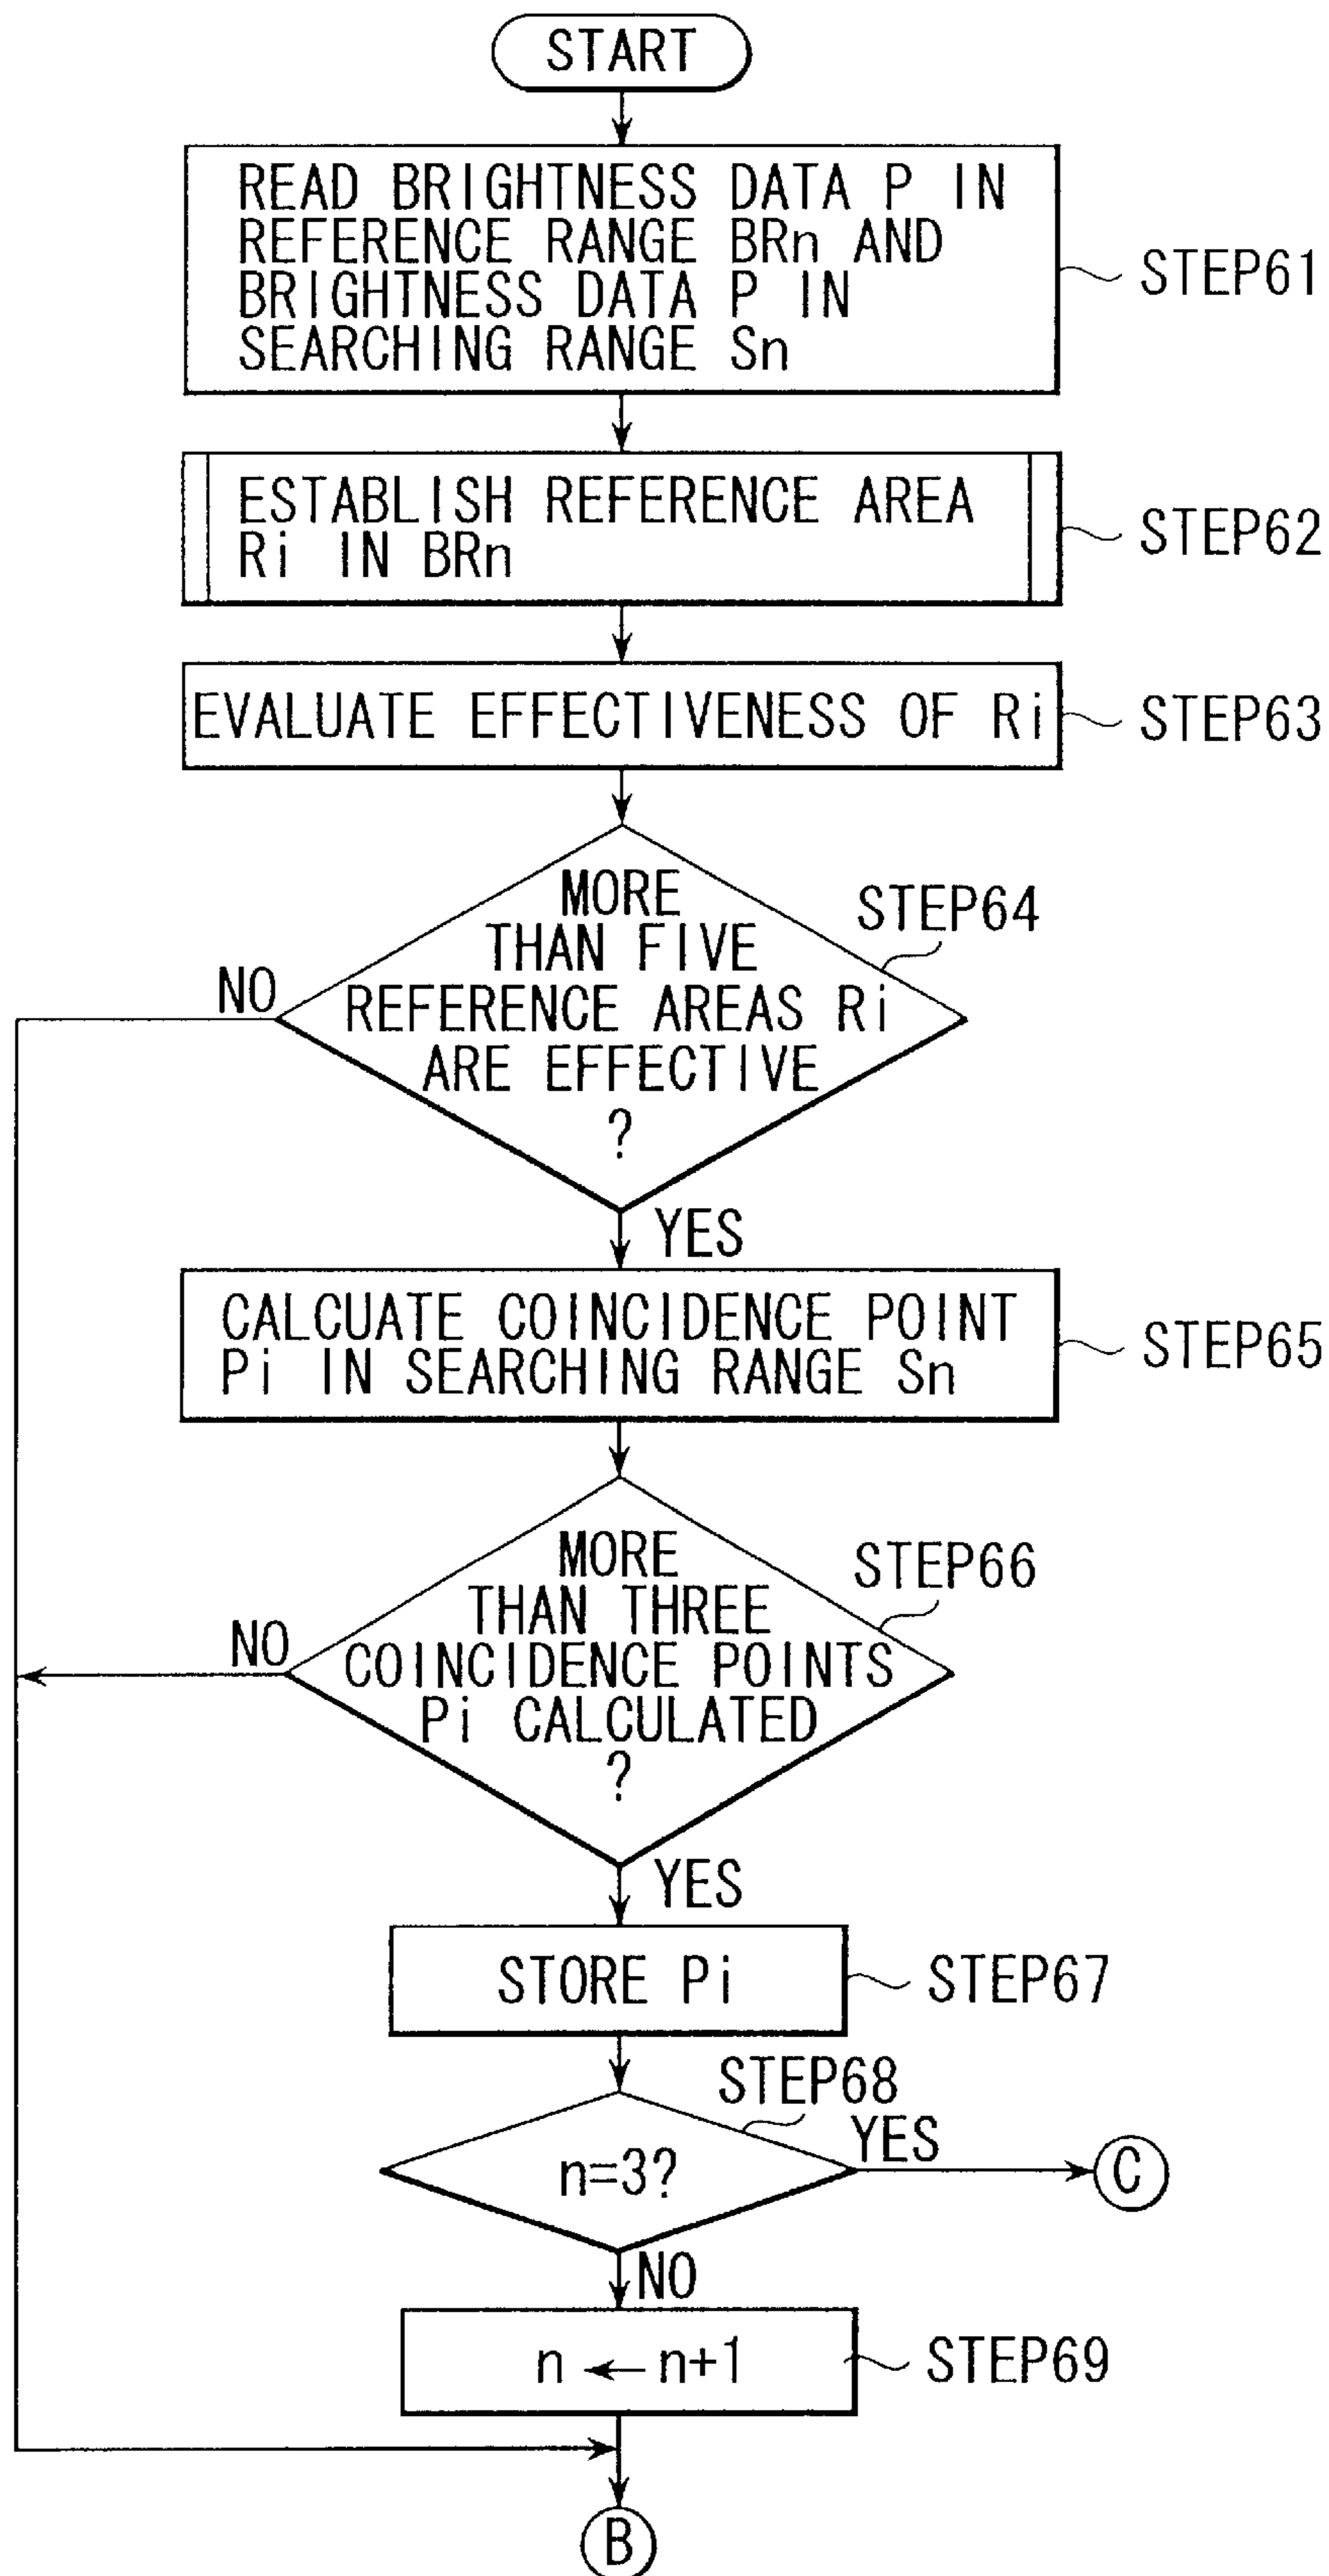 START
READ BRIGHTNESS DATA P IN
REFERENCE RANGE BRn AND
BRIGHTNESS DATA P IN
SEARCHING RANGE Sn
STEP61
ESTABLISH REFERENCE AREA
Ri IN BRn
STEP62
EVALUATE EFFECTIVENESS OF Ri
STEP63
MORE
THAN FIVE
REFERENCE AREAS Ri
ARE EFFECTIVE
?
STEP64
NO
YES
CALCUATE COINCIDENCE POINT
Pi IN SEARCHING RANGE Sn
STEP65
MORE
THAN THREE
COINCIDENCE POINTS
Pi CALCULATED
?
STEP66
NO
YES
STORE Pi
STEP67
STEP68
n=3?
YES
C
NO
n ← n+1
STEP69
B